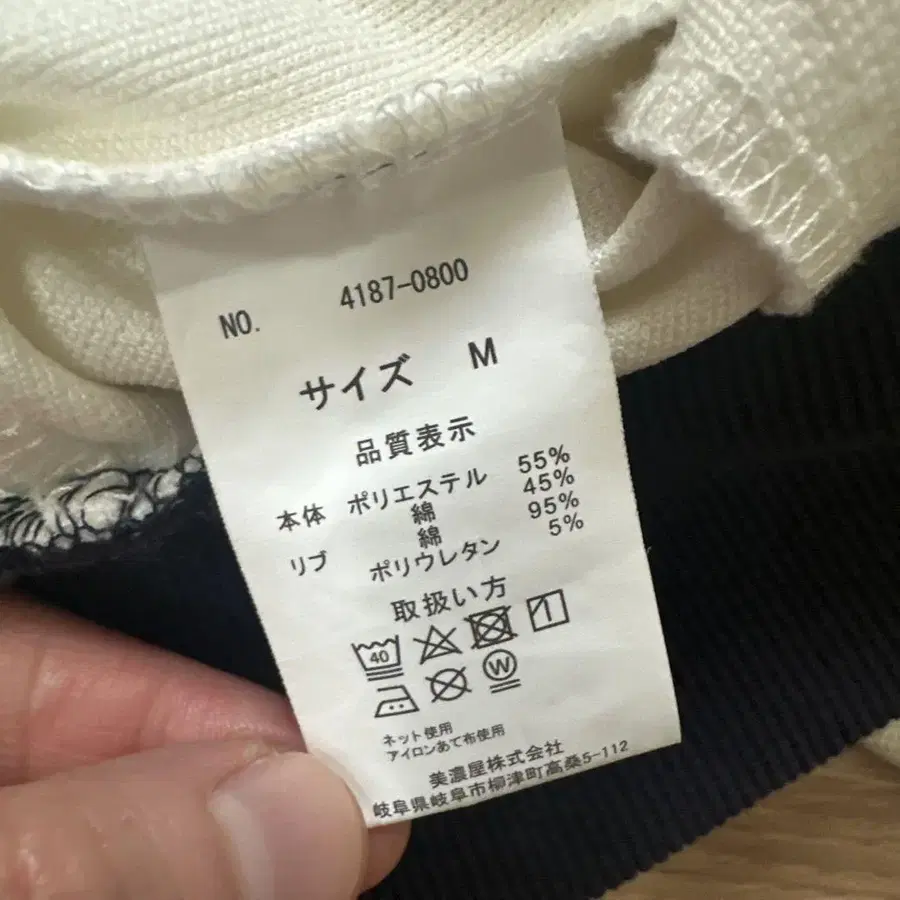 NO. 4187-0800
サイズ M
品質表示
本体 ポリエステル 55%
綿 45%
リブ 綿 95%
ポリウレタン 5%
取扱い方
40
W
ネット使用
アイロンあて布使用
美濃屋株式会社
岐阜県岐阜市柳津町高桑5-112